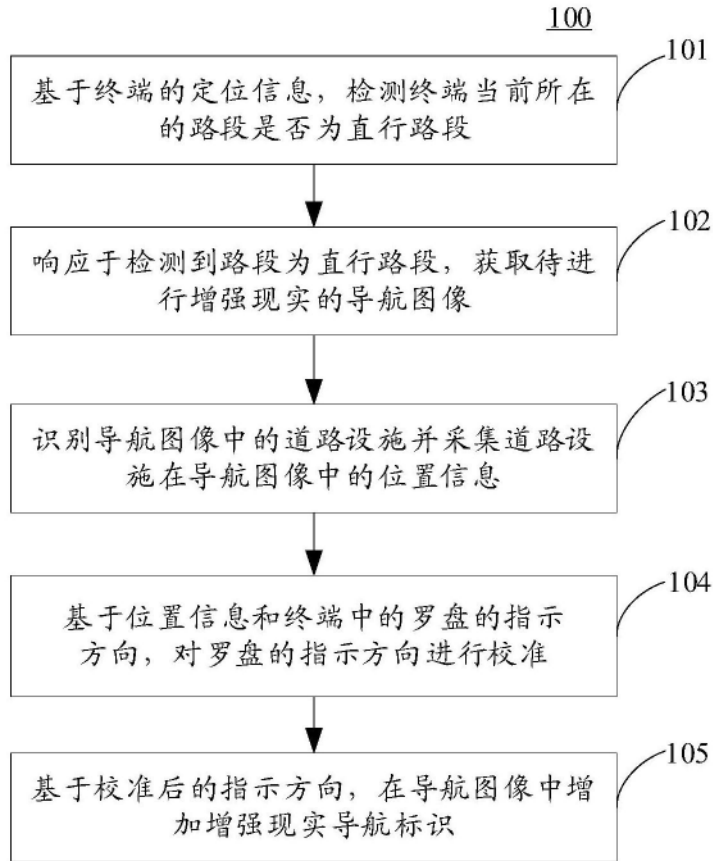 100
101
基于终端的定位信息，检测终端当前所在
的路段是否为直行路段
102
响应于检测到路段为直行路段，获取待进
行增强现实的导航图像
103
识别导航图像中的道路设施并采集道路设
施在导航图像中的位置信息
104
基于位置信息和终端中的罗盘的指示
方向，对罗盘的指示方向进行校准
105
基于校准后的指示方向，在导航图像中增
加增强现实导航标识